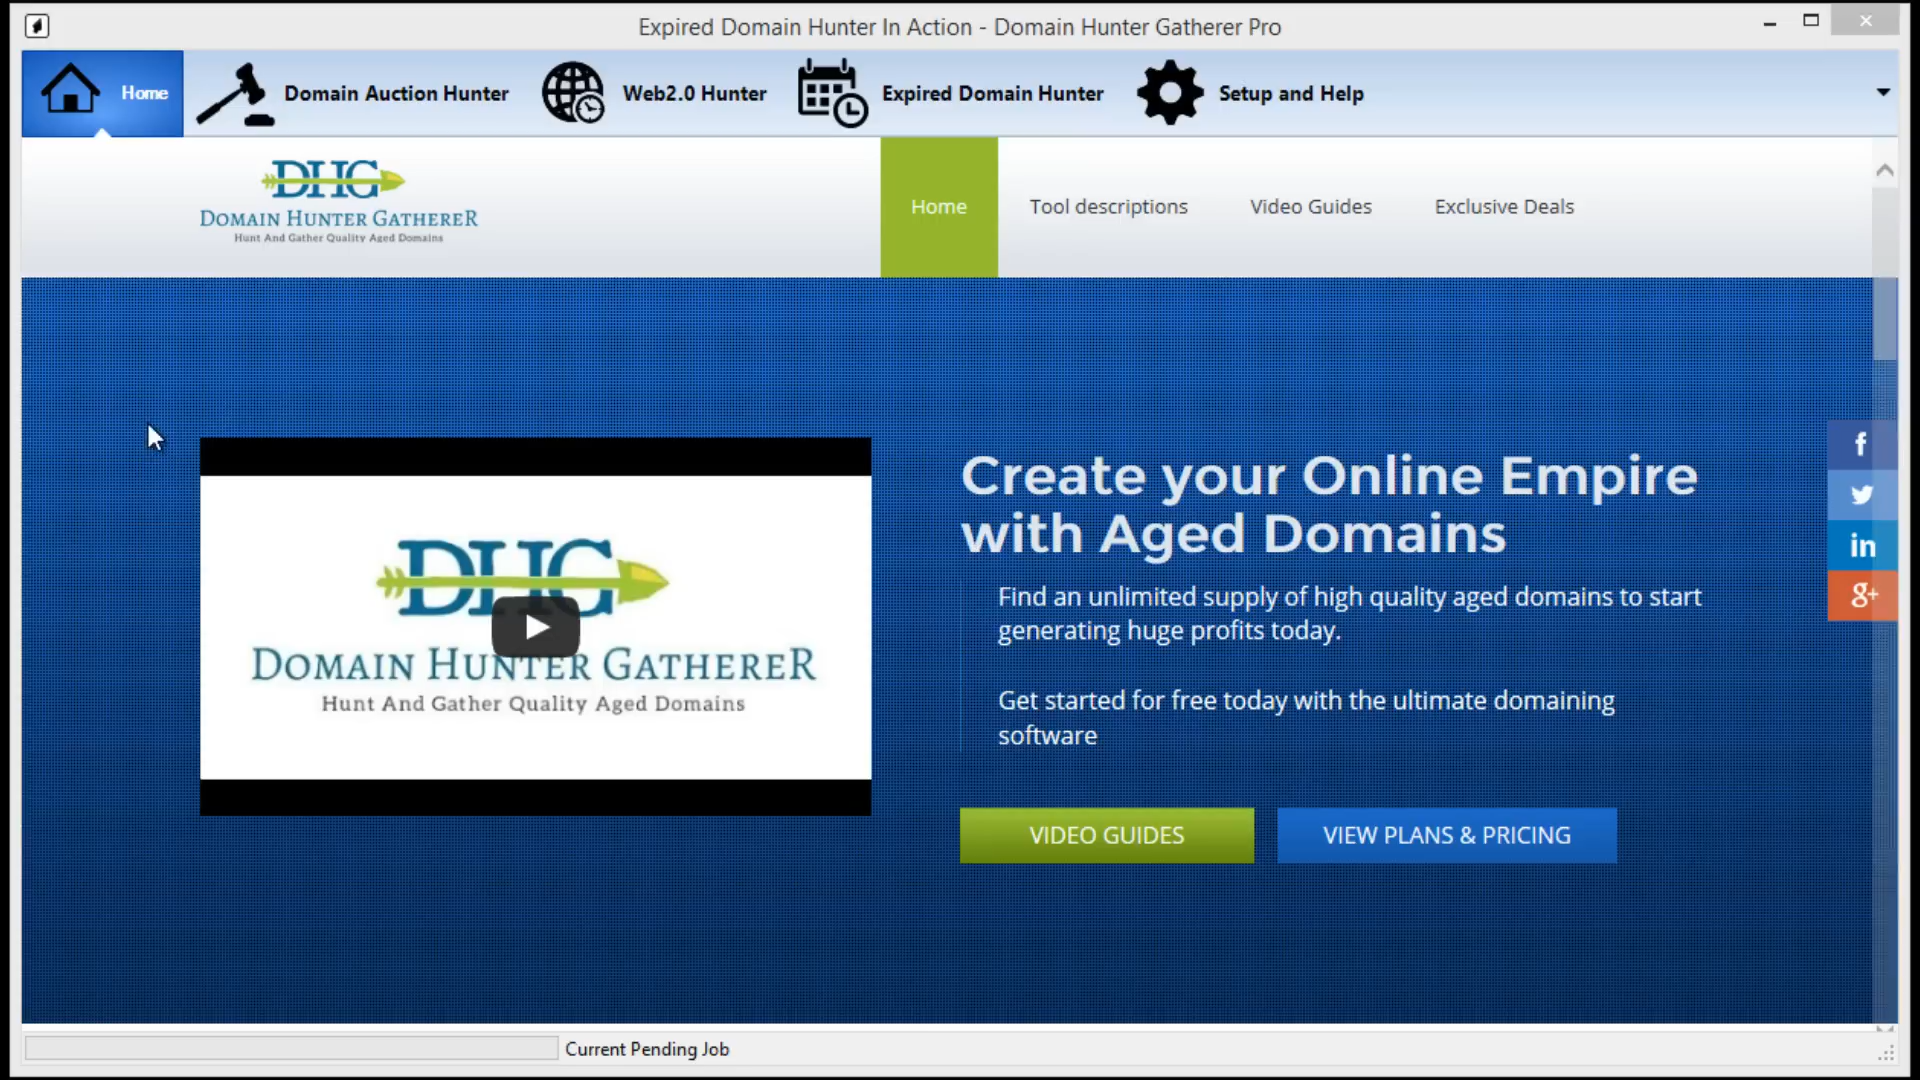 Expired Domain Hunter In Action - Domain Hunter Gatherer Pro
Home
Domain Auction Hunter
Web2.0 Hunter
Expired Domain Hunter
Setup and Help
DHG
DOMAIN HUNTER GATHERER
Hunt And Gather Quality Aged Domains
Home
Tool descriptions
Video Guides
Exclusive Deals
DHG
DOMAIN HUNTER GATHERER
Hunt And Gather Quality Aged Domains
Create your Online Empire
with Aged Domains
Find an unlimited supply of high quality aged domains to start
generating huge profits today.
Get started for free today with the ultimate domaining
software
VIDEO GUIDES
VIEW PLANS & PRICING
f
in
g+
Current Pending Job